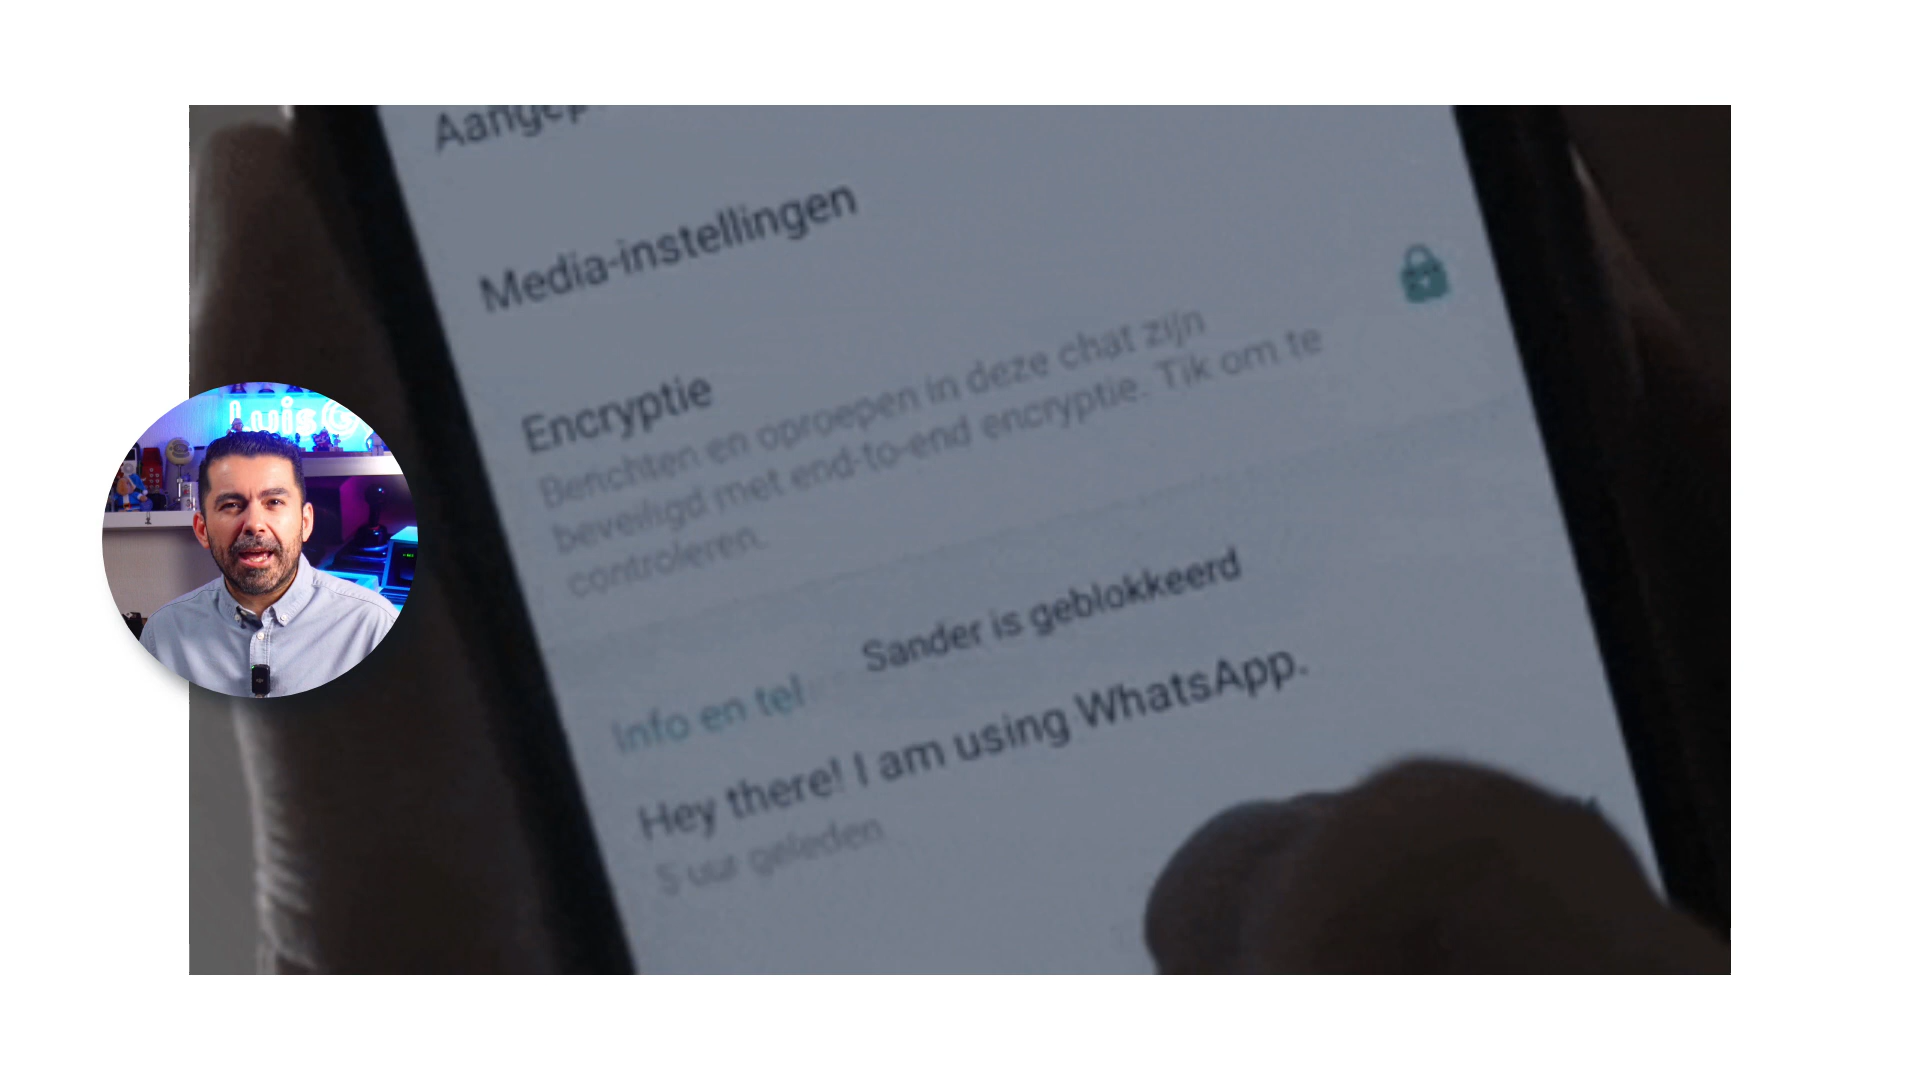 Media-instellingen
Encryptie
Berichten en oproepen in deze chat zijn
beveiligd met end-to-end encryptie. Tik om te
controleren.
Sander is geblokkeerd
Info en tel
Hey there! I am using WhatsApp.
5 uur geleden